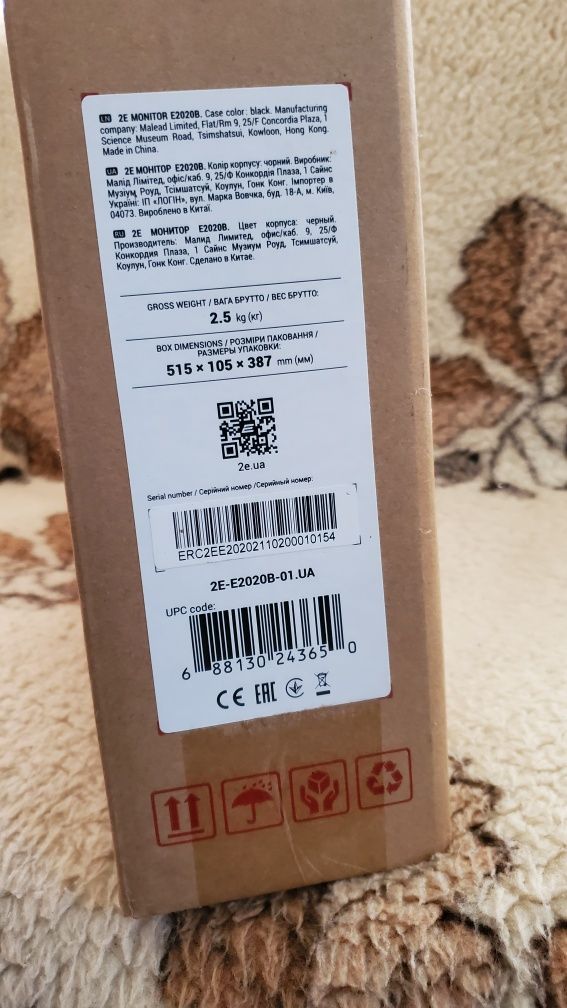 EN 2E MONITOR E2020B. Case color: black. Manufacturing
company: Malead Limited, Flat/Rm 9, 25/F Concordia Plaza, 1
Science Museum Road, Tsimshatsui, Kowloon, Hong Kong.
Made in China.
UA 2E МОНІТОР E2020B. Колір корпусу: чорний. Виробник:
Малід Лімітед, офіс/каб. 9, 25/Ф Конкордія Плаза, 1 Сайнс
Музіум Роуд, Тсімшатсуі, Коулун, Гонк Конг. Імпортер в
Україні: ІП «ЛОГІН», вул. Марка Вовчка, буд. 18-А, м. Київ,
04073. Вироблено в Китаї.
RU 2E МОНИТОР E2020B. Цвет корпуса: черный.
Производитель: Малид Лимитед, офис/каб. 9, 25/Ф
Конкордия Плаза, 1 Сайнс Музиум Роуд, Тсимшатсуй,
Коулун, Гонк Конг. Сделано в Китае.
GROSS WEIGHT / ВАГА БРУТТО / ВЕС БРУТТО:
2.5 kg (кг)
BOX DIMENSIONS / РОЗМІРИ ПАКОВАННЯ /
РАЗМЕРЫ УПАКОВКИ:
515 × 105 × 387 mm (мм)
2e.ua
Serial number / Серійний номер /Серийный номер:
ERC2EE20202110200010154
2E-E2020B-01.UA
UPC code:
6 88130 24365 0
CE EAC